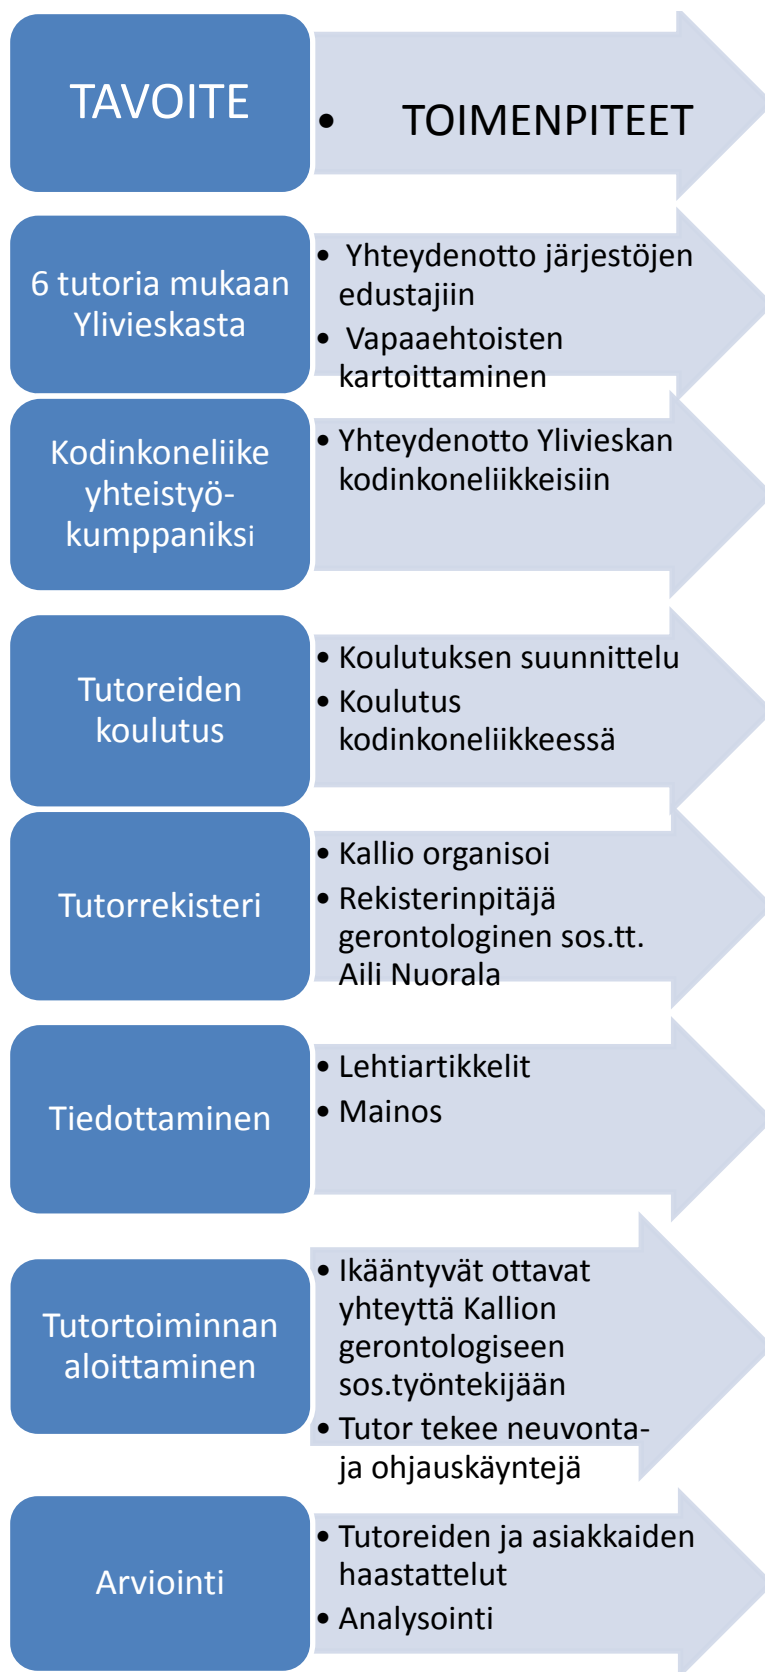 TAVOITE
• TOIMENPITEET
6 tutoria mukaan
Ylivieskasta
• Yhteydenotto järjestöjen
edustajiin
• Vapaaehtoisten
kartoittaminen
Kodinkoneliike
yhteistyö-
kumppaniksi
• Yhteydenotto Ylivieskan
kodinkoneliikkeisiin
Tutoreiden
koulutus
• Koulutuksen suunnittelu
• Koulutus
kodinkoneliikkeessä
Tutorrekisteri
• Kallio organisoi
• Rekisterinpitäjä
gerontologinen sos.tt.
Aili Nuorala
Tiedottaminen
• Lehtiartikkelit
• Mainos
Tutortoiminnan
aloittaminen
• Ikääntyvät ottavat
yhteyttä Kallion
gerontologiseen
sos.työntekijään
• Tutor tekee neuvonta-
ja ohjauskäyntejä
Arviointi
• Tutoreiden ja asiakkaiden
haastattelut
• Analysointi